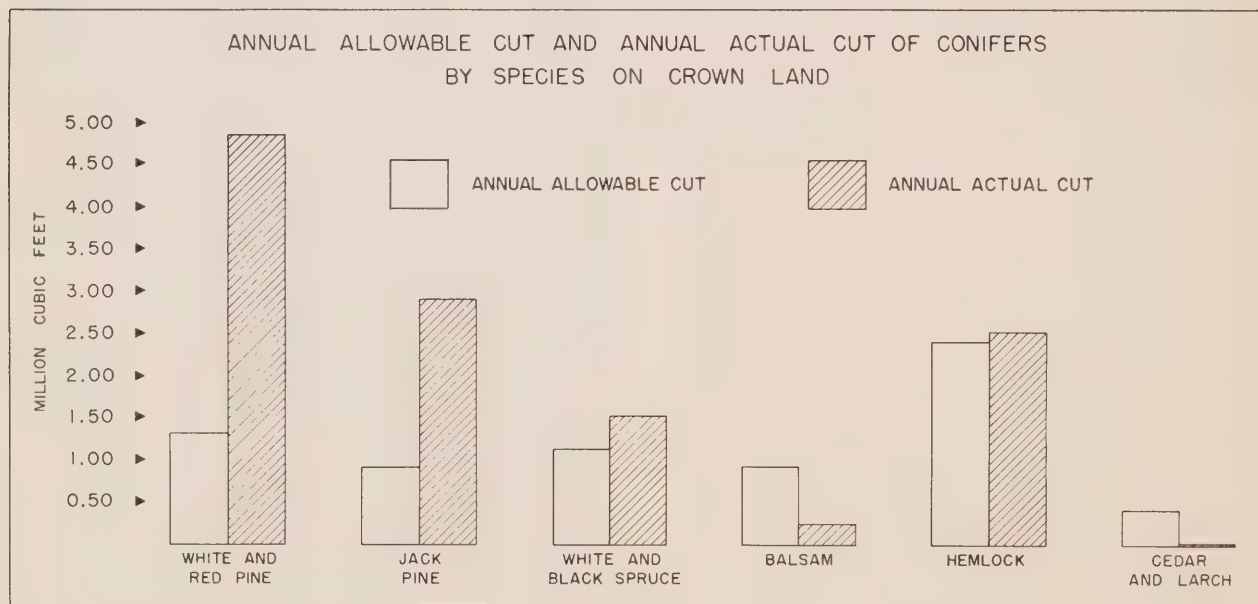 ANNUAL ALLOWABLE CUT AND ANNUAL ACTUAL CUT OF CONIFERS
BY SPECIES ON CROWN LAND
5.00
4.50
4.00
3.50
3.00
2.50
2.00
1.50
1.00
0.50
MILLION CUBIC FEET
ANNUAL ALLOWABLE CUT
ANNUAL ACTUAL CUT
WHITE AND
RED PINE
JACK
PINE
WHITE AND
BLACK SPRUCE
BALSAM
HEMLOCK
CEDAR
AND LARCH